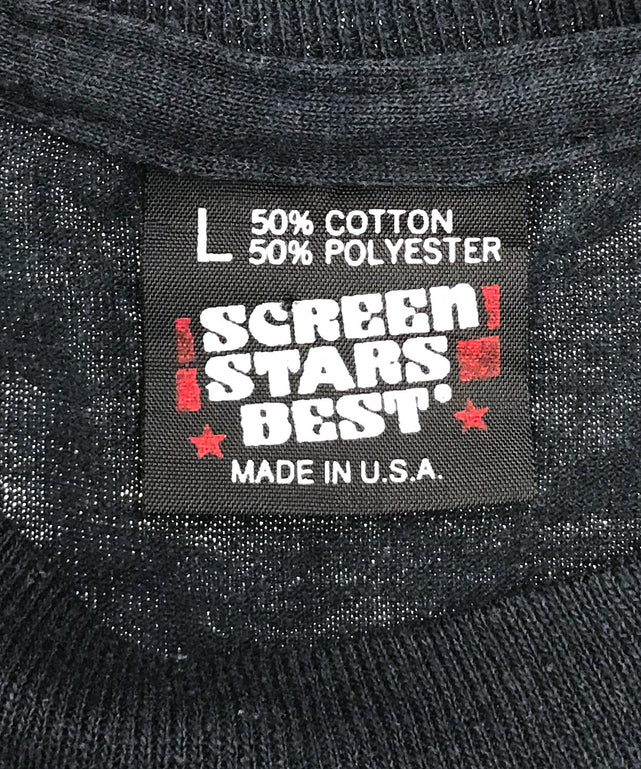 L 50% COTTON
50% POLYESTER
SCREEN
STARS
BEST
MADE IN U.S.A.